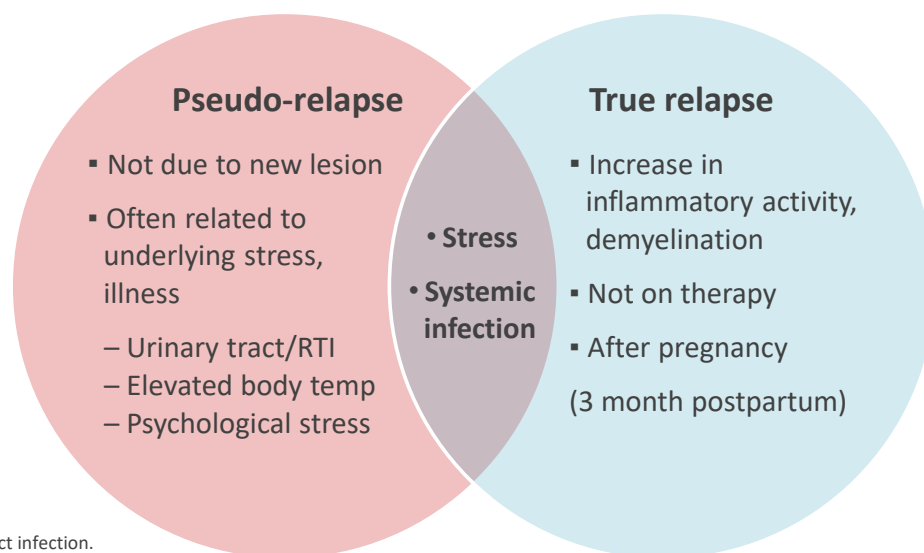 Pseudo-relapse
▪ Not due to new lesion
▪ Often related to
underlying stress,
illness
– Urinary tract/RTI
– Elevated body temp
– Psychological stress
• Stress
• Systemic
infection
True relapse
▪ Increase in
inflammatory activity,
demyelination
▪ Not on therapy
▪ After pregnancy
(3 month postpartum)
ct infection.